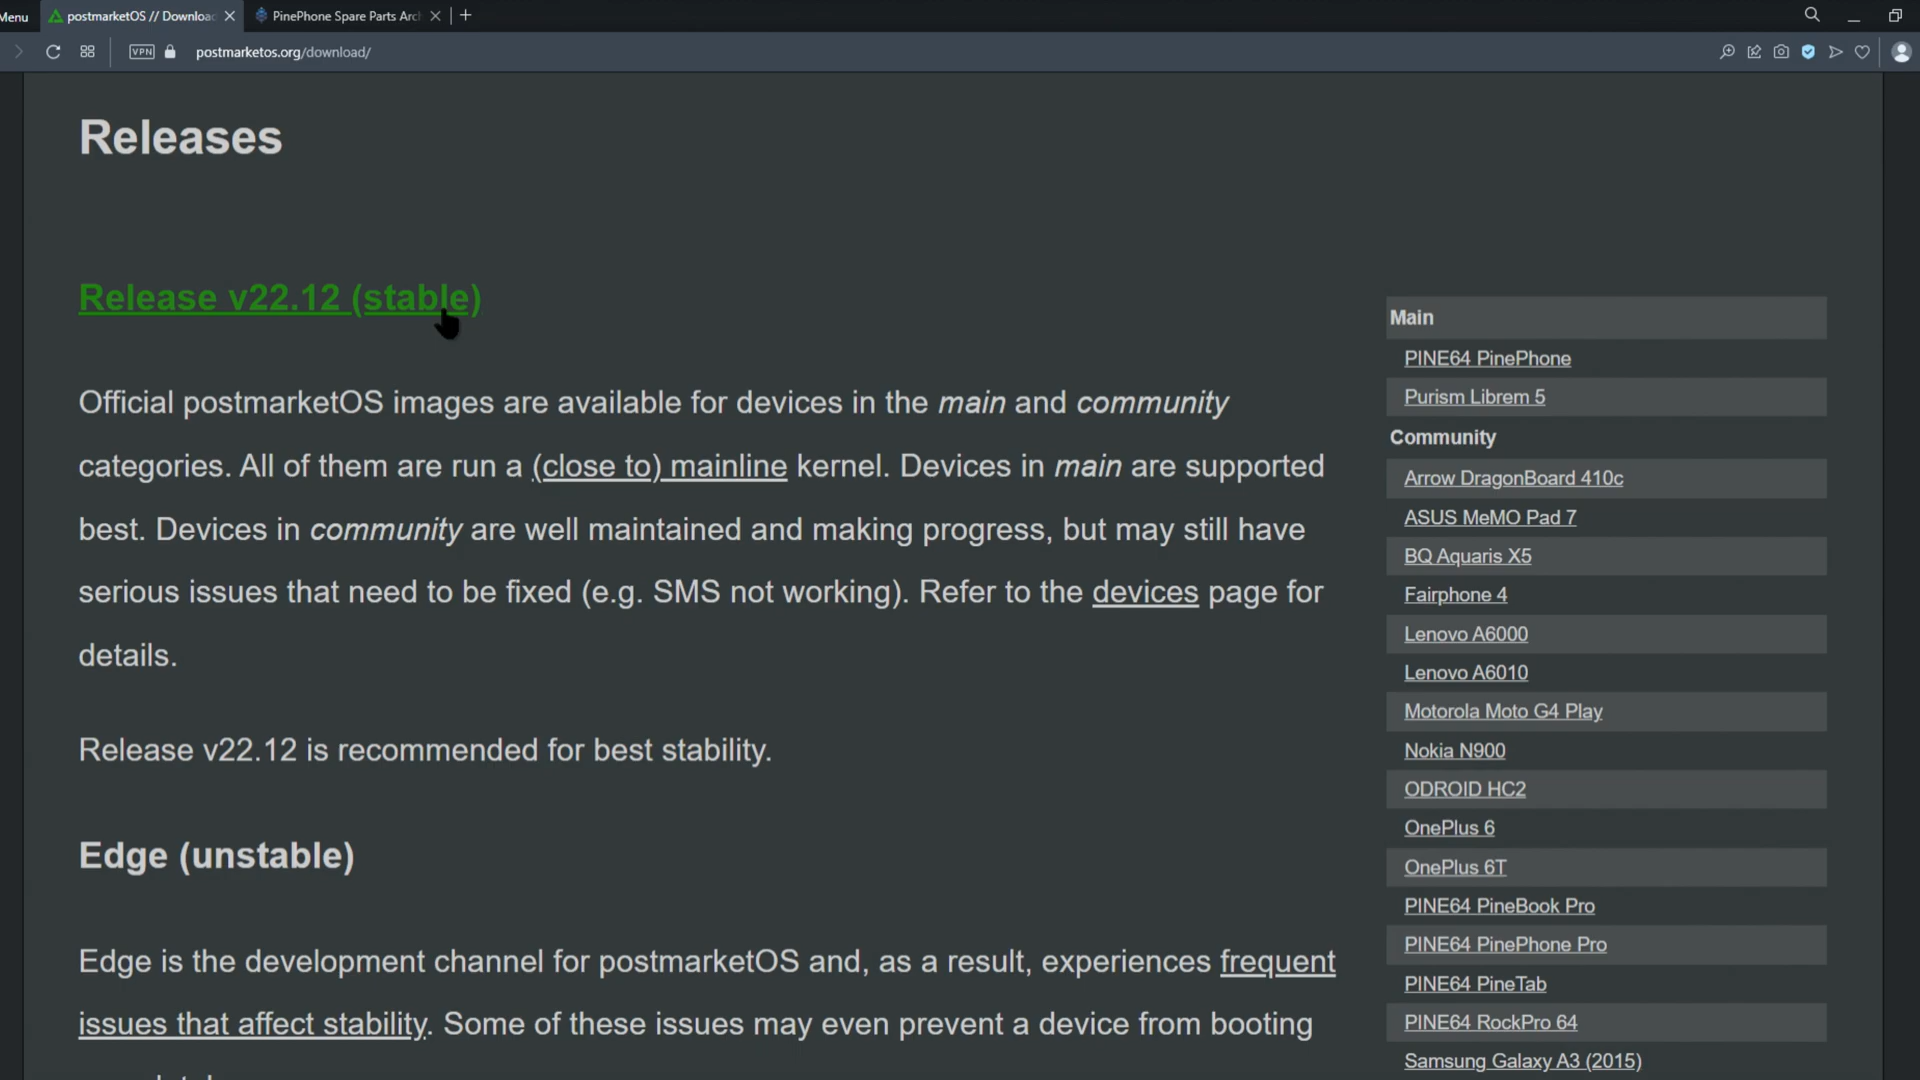 Menu
postmarketOS // Download
PinePhone Spare Parts Arc
VPN
postmarketos.org/download/
Releases
Release v22.12 (stable)
Official postmarketOS images are available for devices in the main and community
categories. All of them are run a (close to) mainline kernel. Devices in main are supported
best. Devices in community are well maintained and making progress, but may still have
serious issues that need to be fixed (e.g. SMS not working). Refer to the devices page for
details.
Release v22.12 is recommended for best stability.
Edge (unstable)
Edge is the development channel for postmarketOS and, as a result, experiences frequent
issues that affect stability. Some of these issues may even prevent a device from booting
Main
PINE64 PinePhone
Purism Librem 5
Community
Arrow DragonBoard 410c
ASUS MeMO Pad 7
BQ Aquaris X5
Fairphone 4
Lenovo A6000
Lenovo A6010
Motorola Moto G4 Play
Nokia N900
ODROID HC2
OnePlus 6
OnePlus 6T
PINE64 PineBook Pro
PINE64 PinePhone Pro
PINE64 PineTab
PINE64 RockPro 64
Samsung Galaxy A3 (2015)